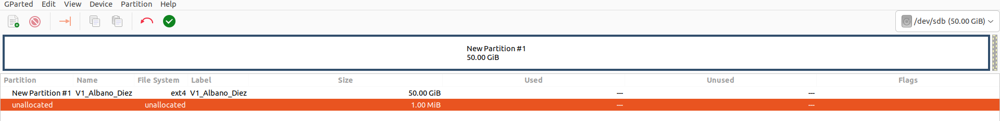 GParted Edit View Device Partition Help
/dev/sdb (50.00 GiB)
New Partition #1
50.00 GiB
Partition Name File System Label Size Used Unused Flags
New Partition #1 V1_Albano_Diez ext4 V1_Albano_Diez 50.00 GiB --- ---
unallocated unallocated 1.00 MiB --- ---